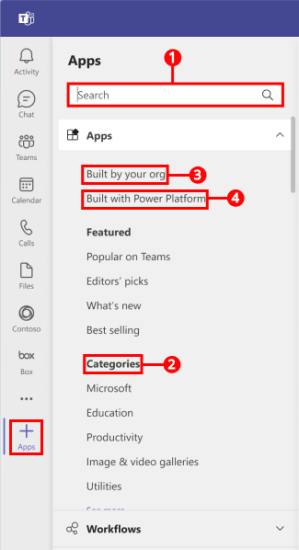 Apps
1
Search
Activity
Chat
Teams
Calendar
Calls
Files
Contoso
box
Box
Apps
Apps
Built by your org
3
Built with Power Platform
4
Featured
Popular on Teams
Editors' picks
What's new
Best selling
Categories
2
Microsoft
Education
Productivity
Image & video galleries
Utilities
See more
Workflows